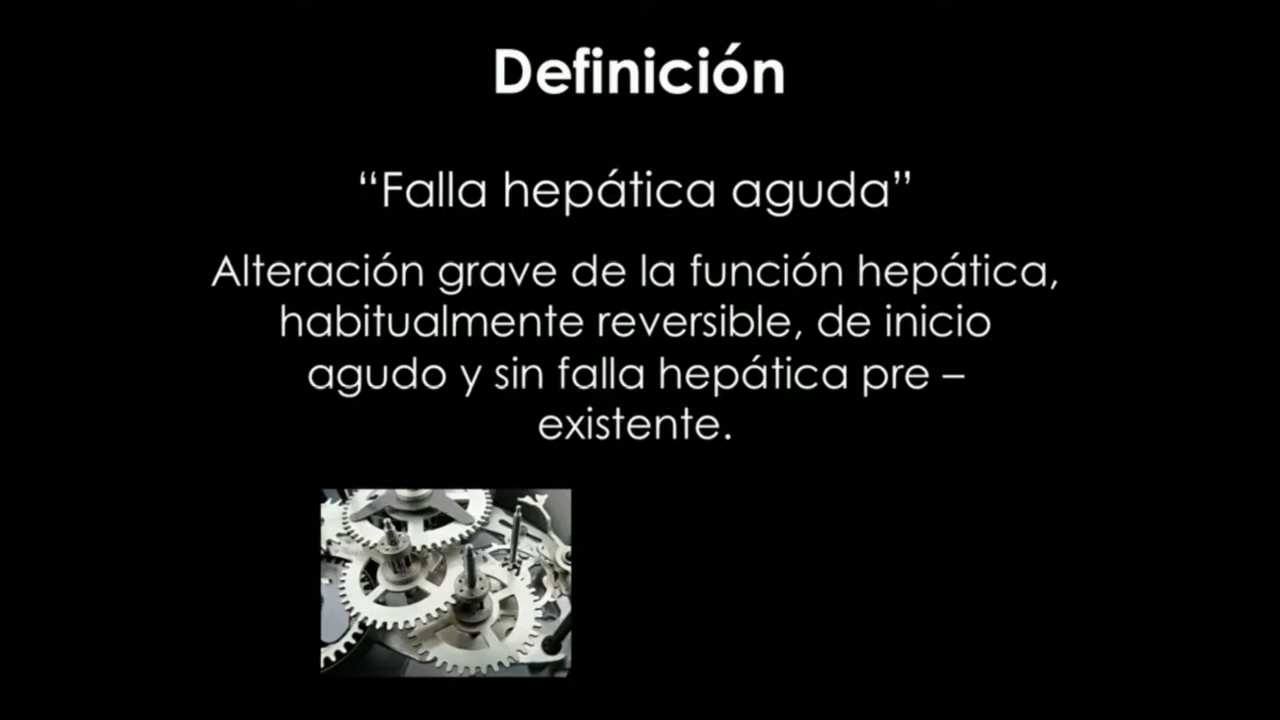 Definición
“Falla hepática aguda”
Alteración grave de la función hepática,
habitualmente reversible, de inicio
agudo y sin falla hepática pre –
existente.